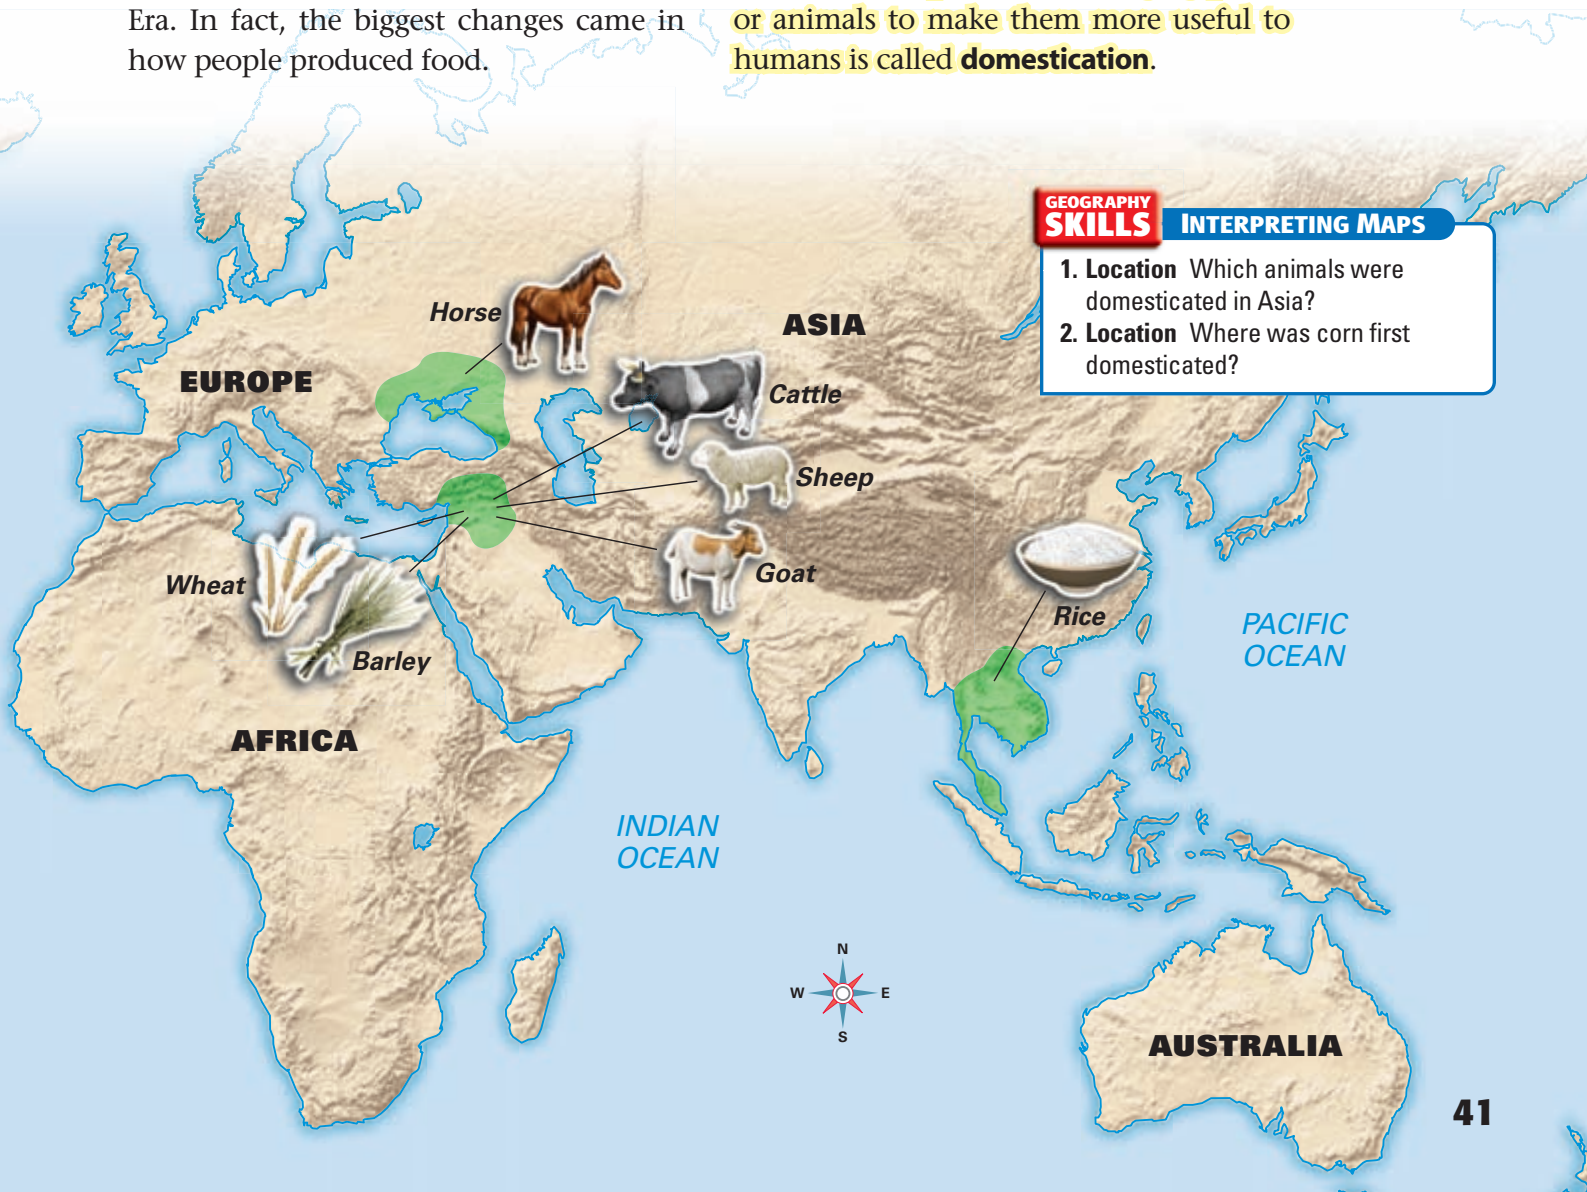 Era. In fact, the biggest changes came in
how people produced food.
or animals to make them more useful to
humans is called domestication.
GEOGRAPHY
SKILLS
INTERPRETING MAPS
1. Location Which animals were
domesticated in Asia?
2. Location Where was corn first
domesticated?
Horse
ASIA
EUROPE
Cattle
Sheep
Goat
Wheat
Barley
Rice
PACIFIC
OCEAN
AFRICA
INDIAN
OCEAN
N
W
E
S
AUSTRALIA
41